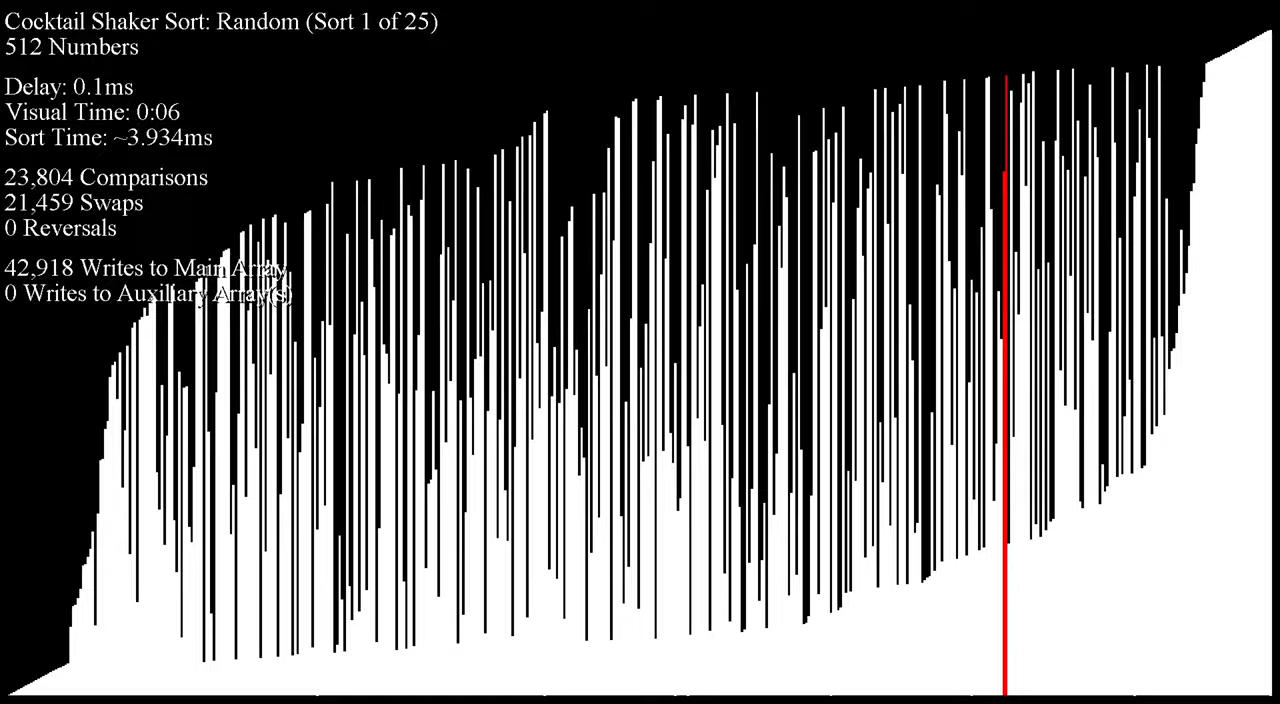 Cocktail Shaker Sort: Random (Sort 1 of 25)
512 Numbers
Delay: 0.1ms
Visual Time: 0:06
Sort Time: ~3.934ms
23,804 Comparisons
21,459 Swaps
0 Reversals
42,918 Writes to Main Array
0 Writes to Auxiliary Array(s)